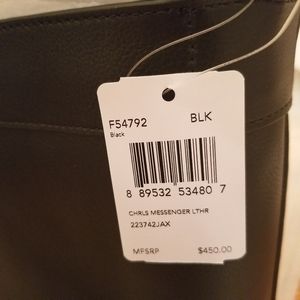 F54792 BLK
Black
8 89532 53480 7
CHRLS MESSENGER LTHR
223742JAX
MFSRP $450.00